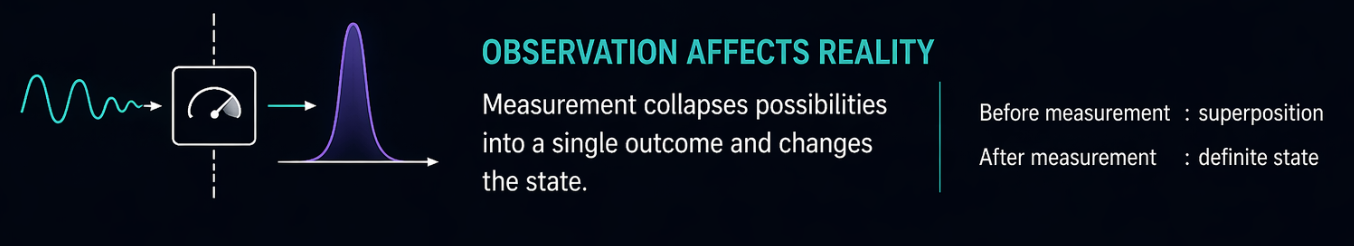 OBSERVATION AFFECTS REALITY
Measurement collapses possibilities
into a single outcome and changes
the state.
Before measurement : superposition
After measurement : definite state